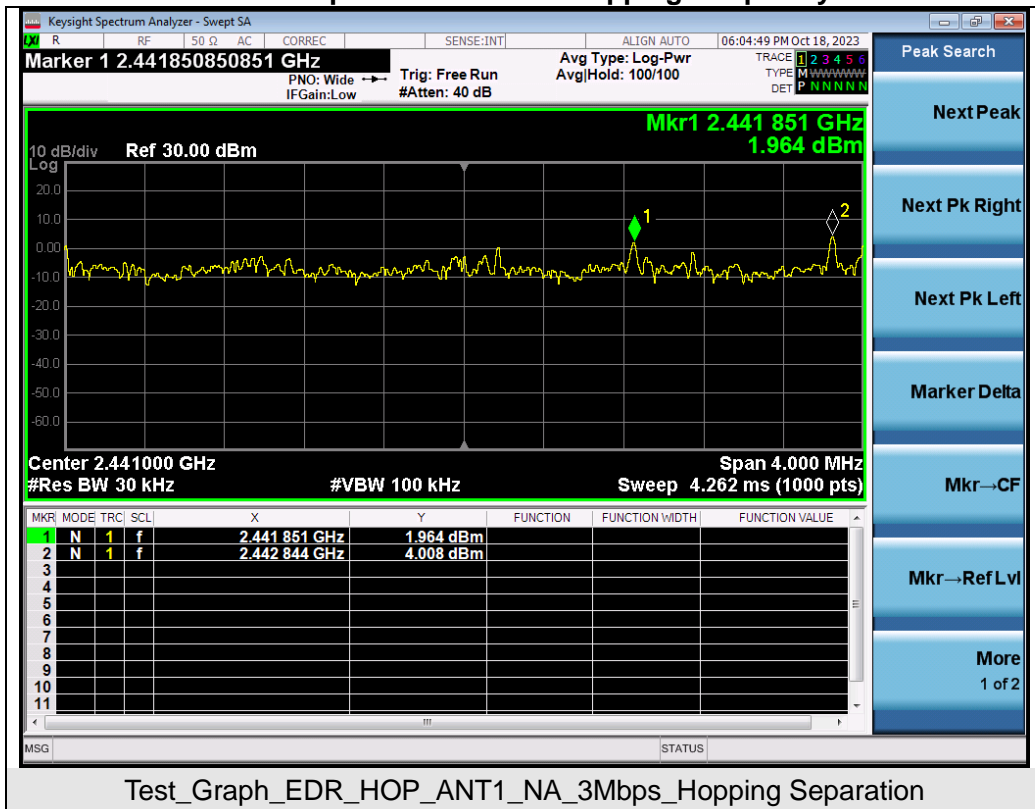 Keysight Spectrum Analyzer - Swept SA
LXI R RF 50 Ω AC CORREC SENSE:INT ALIGN AUTO 06:04:49 PM Oct 18, 2023
Marker 1 2.441850850851 GHz
PNO: Wide
IFGain:Low
Trig: Free Run
#Atten: 40 dB
Avg Type: Log-Pwr
Avg|Hold: 100/100
TRACE 1 2 3 4 5 6
TYPE M WWWWW
DET P N N N N N
Peak Search
Next Peak
Next Pk Right
Next Pk Left
Marker Delta
Mkr→CF
Mkr→Ref Lvl
More
1 of 2
Mkr1 2.441 851 GHz
1.964 dBm
10 dB/div Ref 30.00 dBm
Log
20.0
10.0
0.00
-10.0
-20.0
-30.0
-40.0
-50.0
-60.0
1
2
Center 2.441000 GHz Span 4.000 MHz
#Res BW 30 kHz #VBW 100 kHz Sweep 4.262 ms (1000 pts)
MKR MODE TRC SCL X Y FUNCTION FUNCTION WIDTH FUNCTION VALUE
1 N 1 f 2.441 851 GHz 1.964 dBm
2 N 1 f 2.442 844 GHz 4.008 dBm
3
4
5
6
7
8
9
10
11
MSG STATUS
Test_Graph_EDR_HOP_ANT1_NA_3Mbps_Hopping Separation